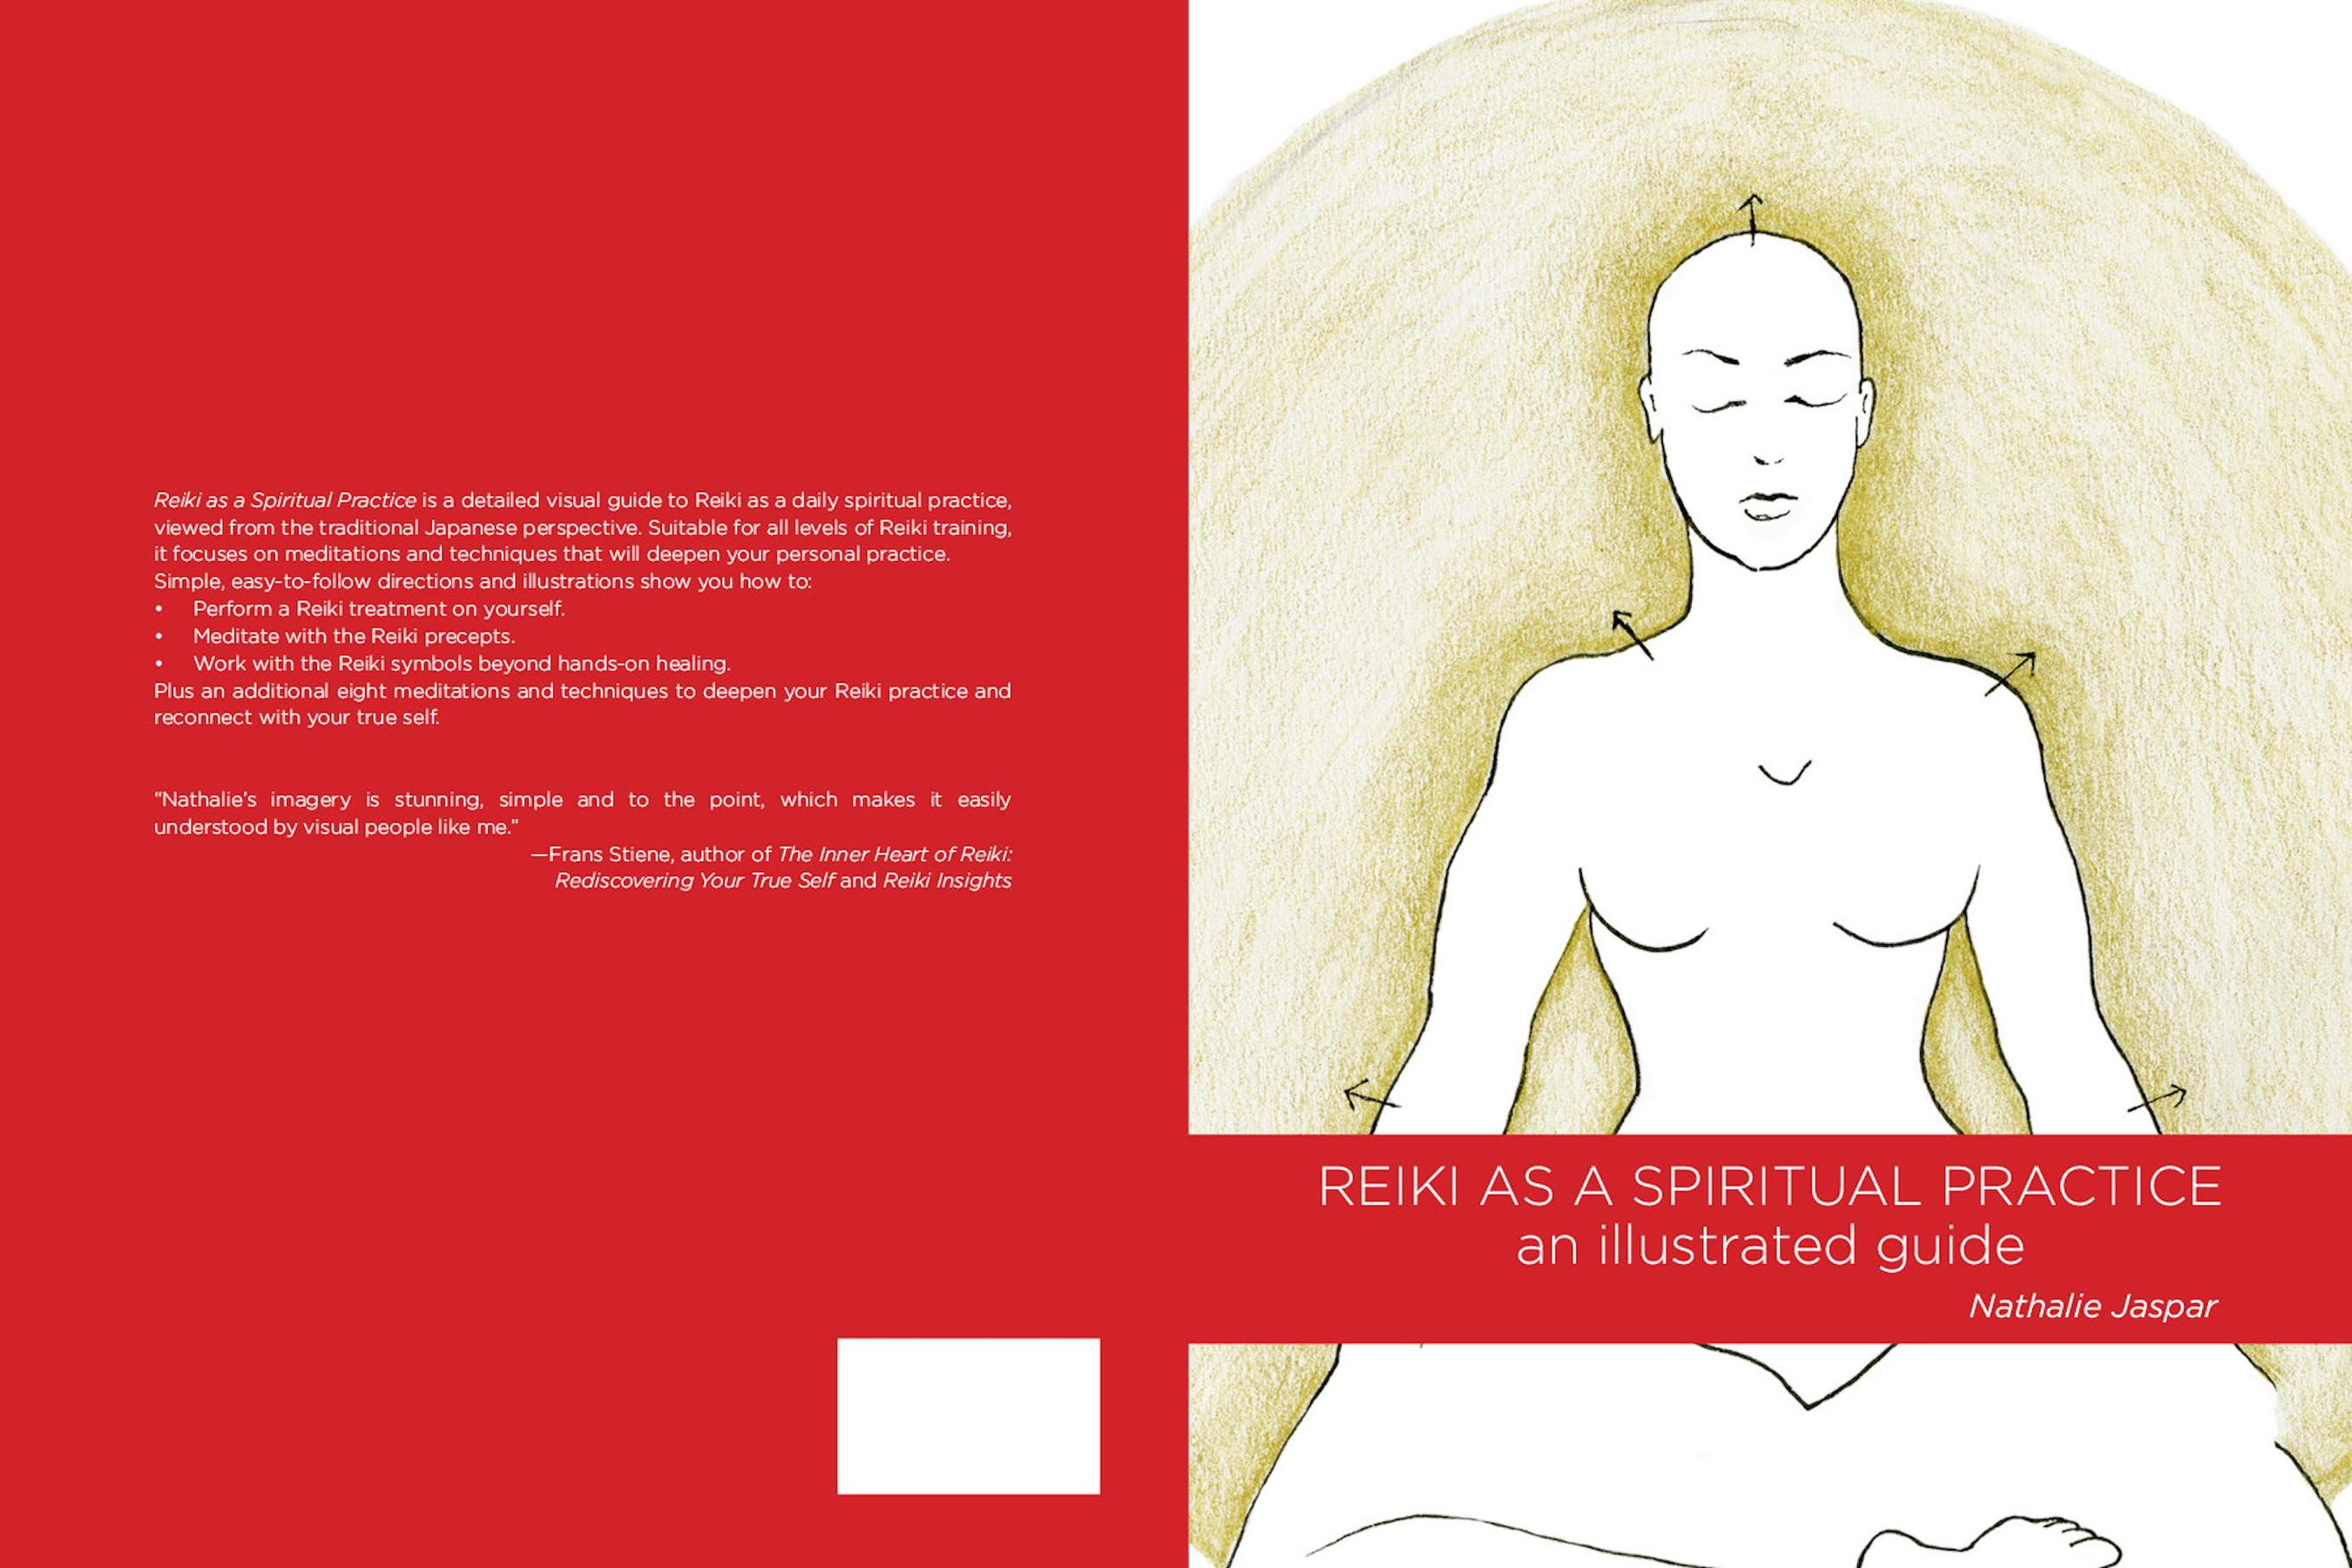 Reiki as a Spiritual Practice is a detailed visual guide to Reiki as a daily spiritual practice,
viewed from the traditional Japanese perspective. Suitable for all levels of Reiki training,
it focuses on meditations and techniques that will deepen your personal practice.
Simple, easy-to-follow directions and illustrations show you how to:
• Perform a Reiki treatment on yourself.
• Meditate with the Reiki precepts.
• Work with the Reiki symbols beyond hands-on healing.
Plus an additional eight meditations and techniques to deepen your Reiki practice and
reconnect with your true self.
“Nathalie’s imagery is stunning, simple and to the point, which makes it easily
understood by visual people like me.”
—Frans Stiene, author of The Inner Heart of Reiki:
Rediscovering Your True Self and Reiki Insights
REIKI AS A SPIRITUAL PRACTICE
an illustrated guide
Nathalie Jaspar